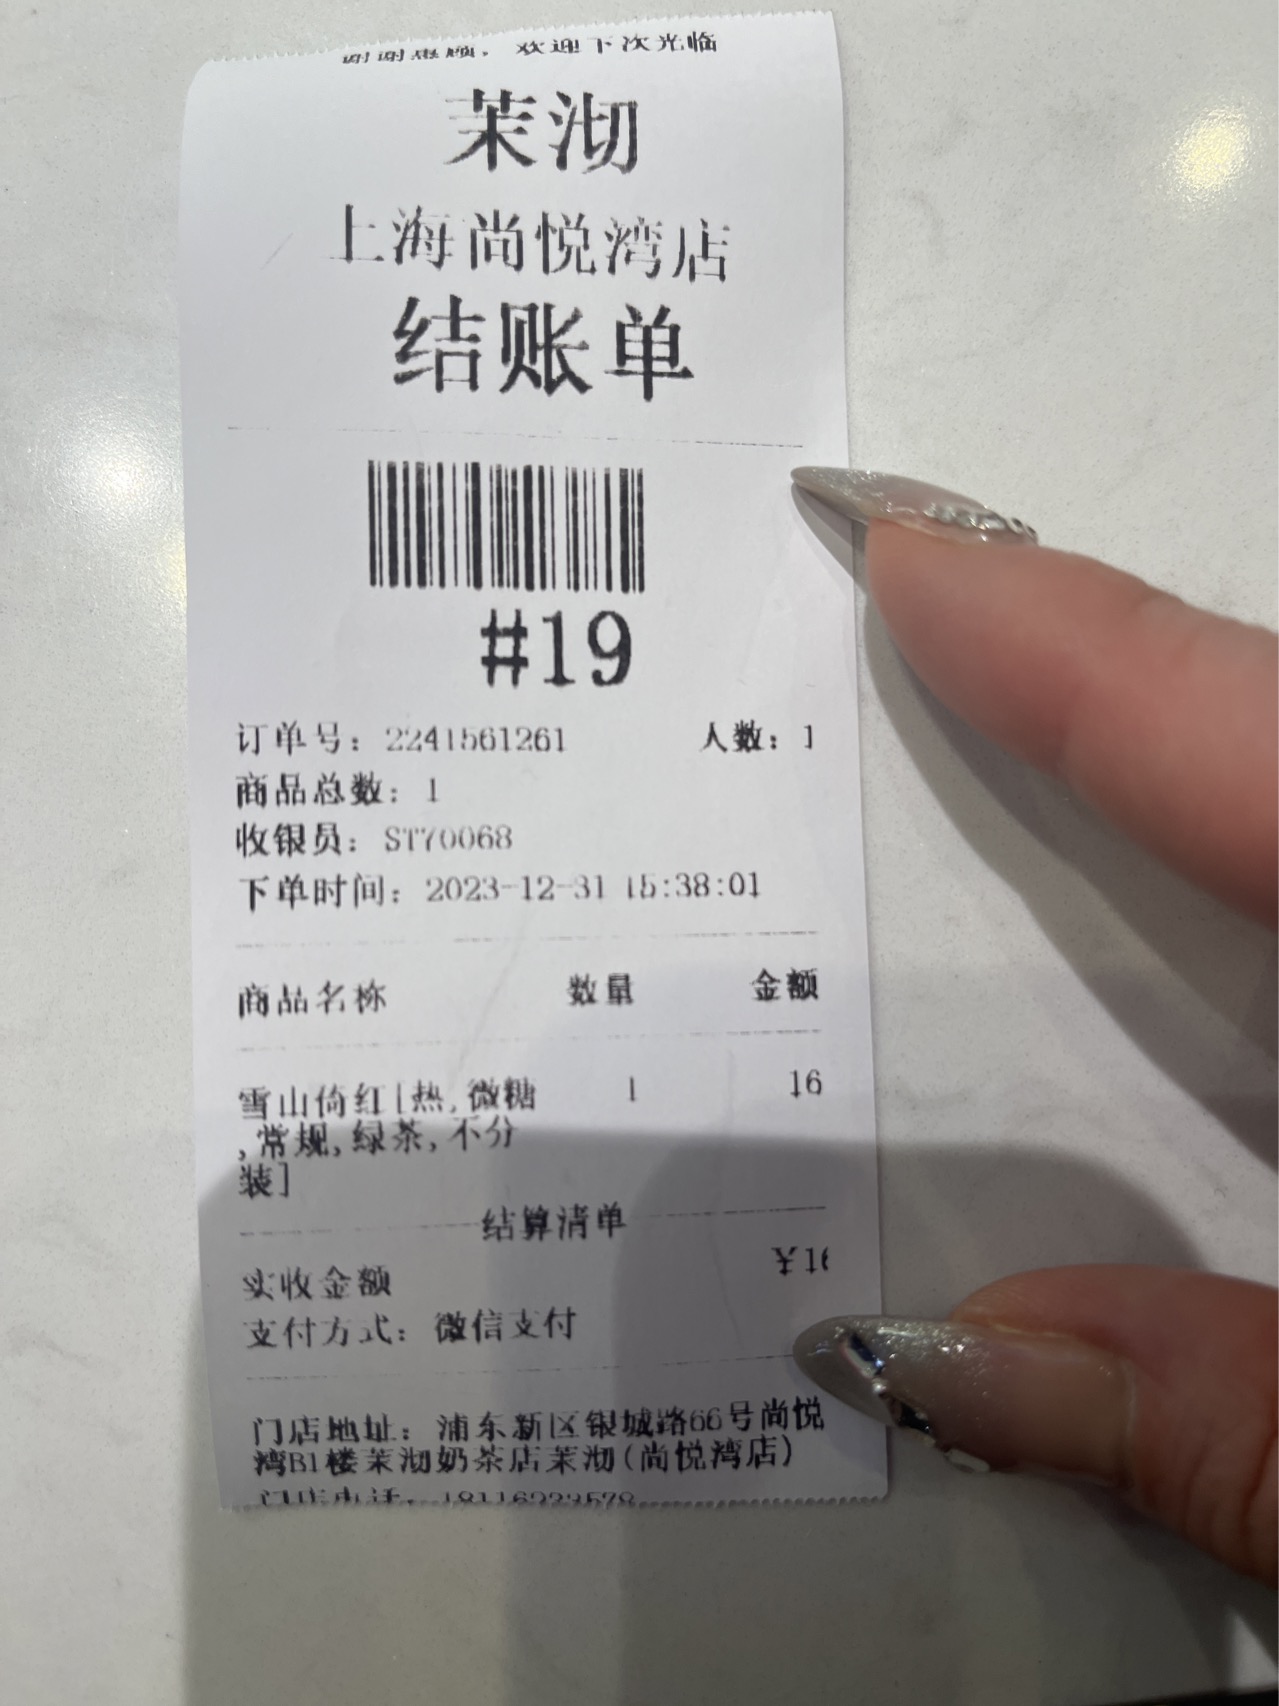 谢谢惠顾，欢迎下次光临
茉沏
上海尚悦湾店
结账单
#19
订单号：2241561261 人数：1
商品总数：1
收银员：ST70068
下单时间：2023-12-31 15:38:01
商品名称 数量 金额
雪山倚红[热,微糖 1 16
,常规,绿茶,不分
装]
结算清单
实收金额 ¥16
支付方式：微信支付
门店地址：浦东新区银城路66号尚悦
湾B1楼茉沏奶茶店茉沏(尚悦湾店)
门店电话：